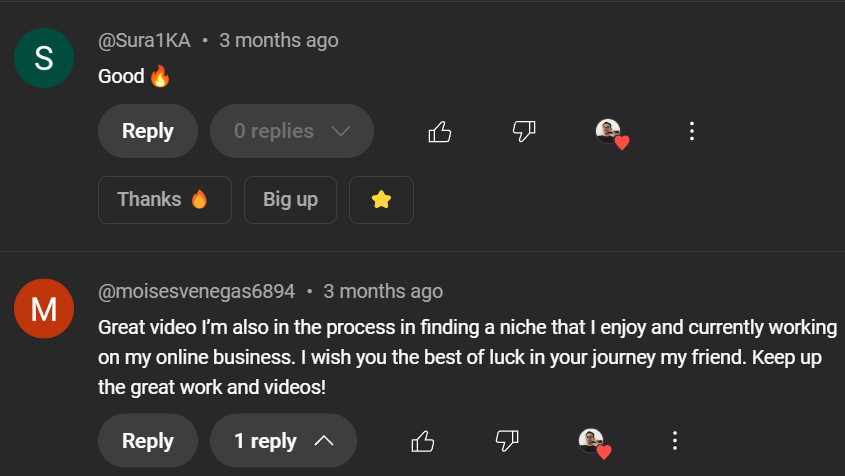 S
@Sura1KA • 3 months ago
Good 🔥
Reply 0 replies
Thanks 🔥 Big up ⭐
M
@moisesvenegas6894 • 3 months ago
Great video I'm also in the process in finding a niche that I enjoy and currently working
on my online business. I wish you the best of luck in your journey my friend. Keep up
the great work and videos!
Reply 1 reply